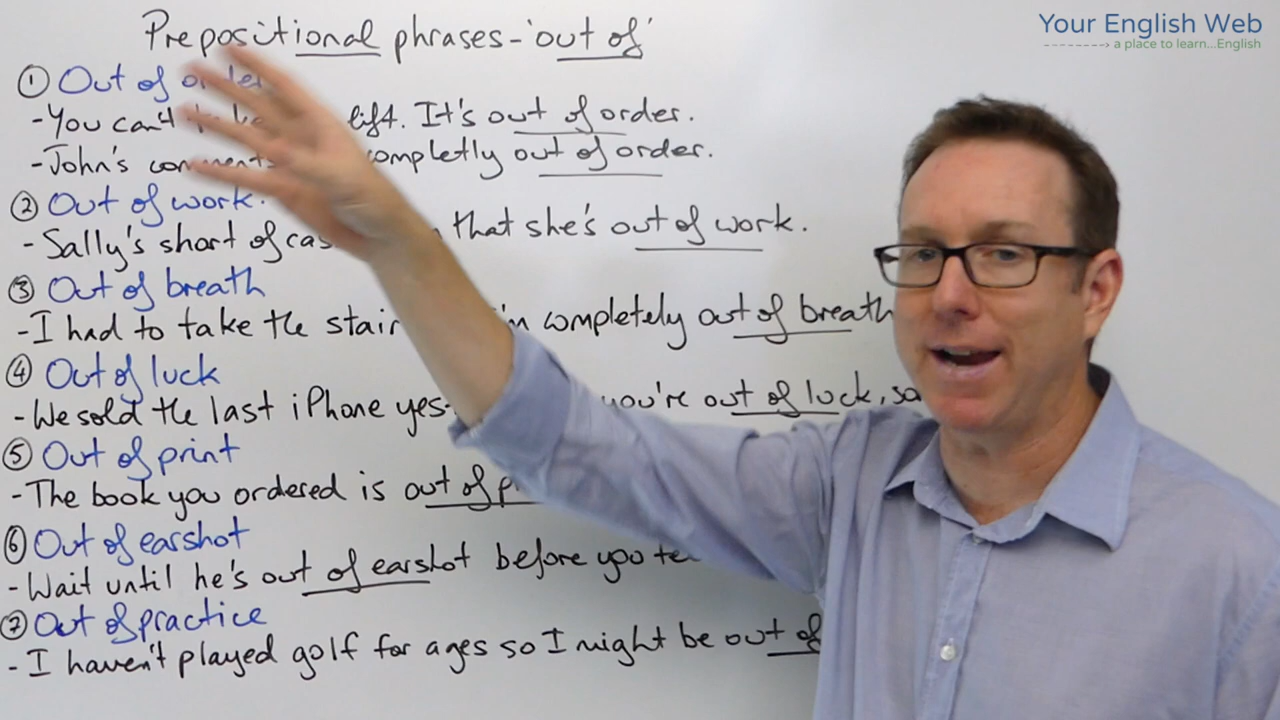 Your English Web
a place to learn...English
Prepositional phrases - 'out of'
① Out of order
- You can't lift. It's out of order.
- John's comments completly out of order.
② Out of work.
- Sally's short of that she's out of work.
③ Out of breath
- I had to take the I'm completely out of breath
④ Out of luck
- We sold the last iPhone you're out of luck,
⑤ Out of print
- The book you ordered is out of
⑥ Out of earshot
- Wait until he's out of earshot before you
⑦ Out of practice
- I haven't played golf for ages so I might be out of